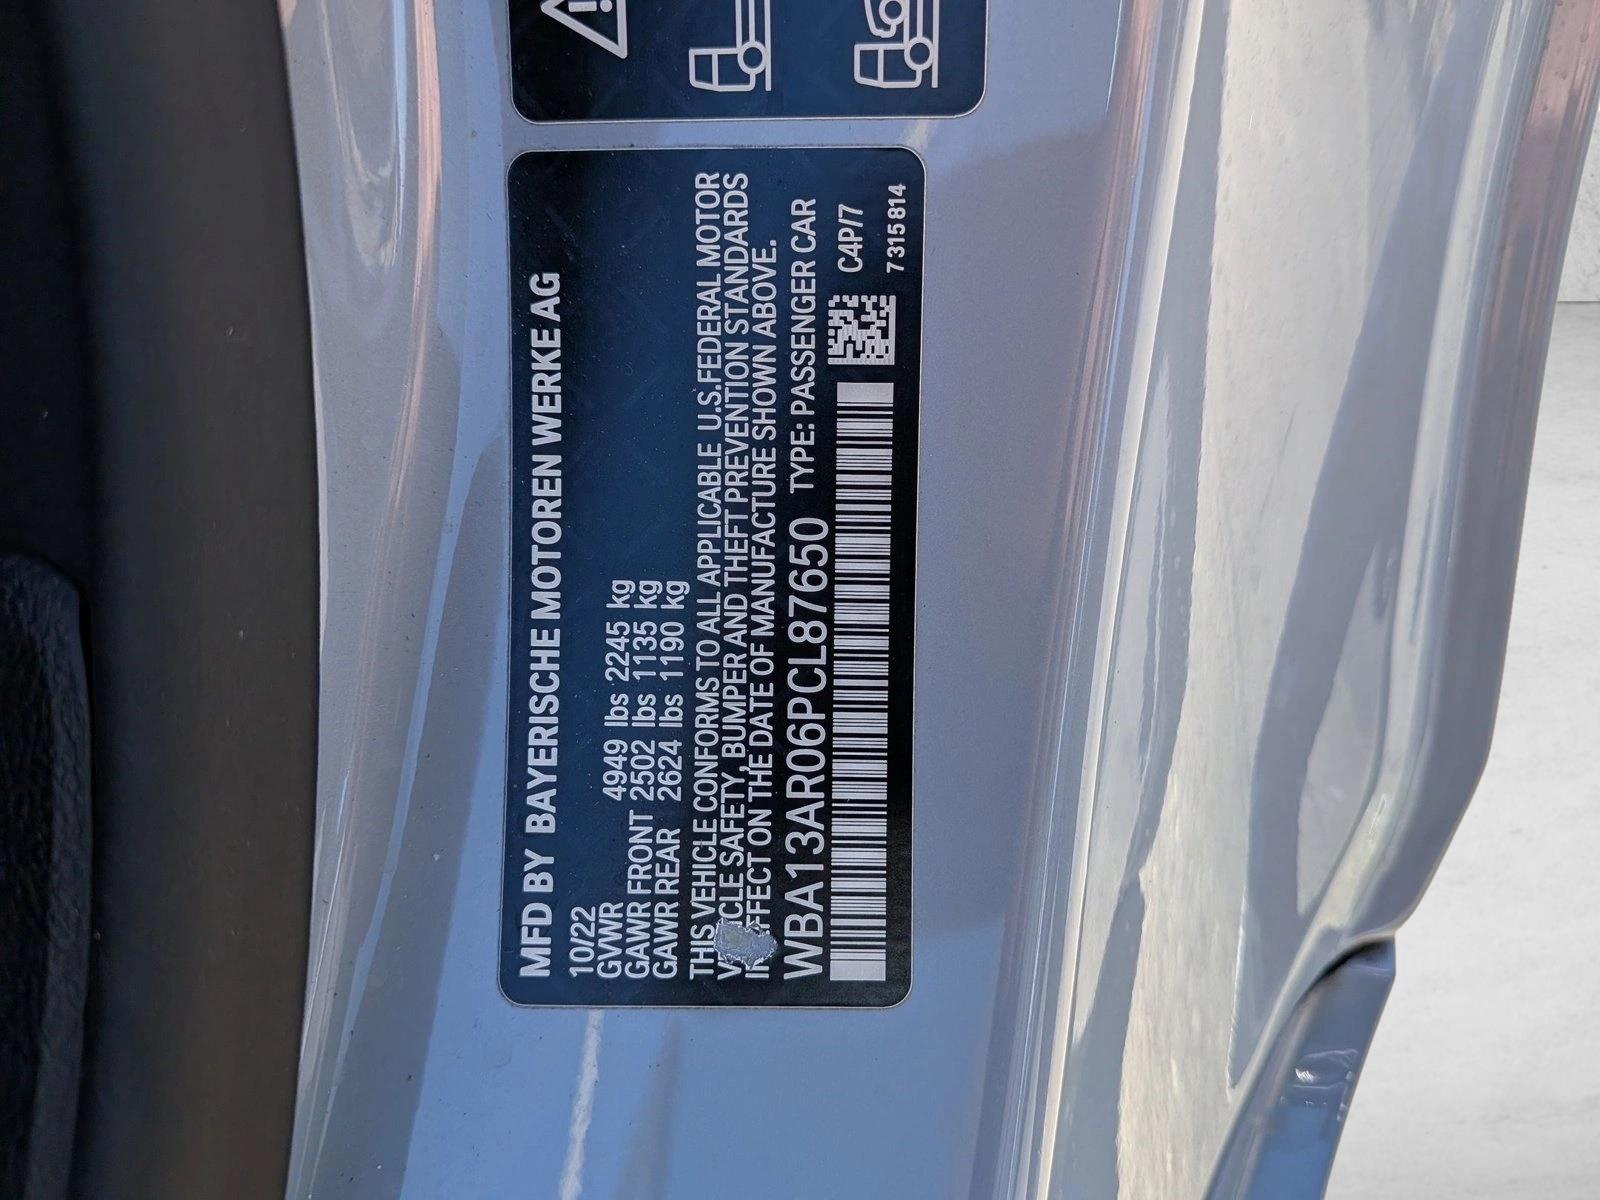 MFD BY BAYERISCHE MOTOREN WERKE AG
10/22
GVWR 4949 lbs 2245 kg
GAWR FRONT 2502 lbs 1135 kg
GAWR REAR 2624 lbs 1190 kg
THIS VEHICLE CONFORMS TO ALL APPLICABLE U.S.FEDERAL MOTOR
SAFETY, BUMPER AND THEFT PREVENTION STANDARDS
ON THE DATE OF MANUFACTURE SHOWN ABOVE.
WBA13AR06PCL87650 TYPE: PASSENGER CAR
C4P/7
7315814